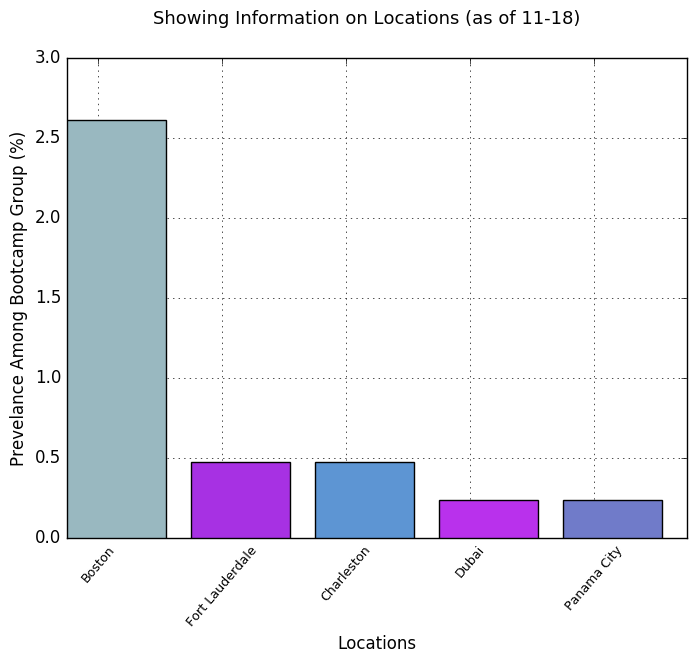 Showing Information on Locations (as of 11-18)
Prevelance Among Bootcamp Group (%)
3.0
2.5
2.0
1.5
1.0
0.5
0.0
Boston
Fort Lauderdale
Charleston
Dubai
Panama City
Locations